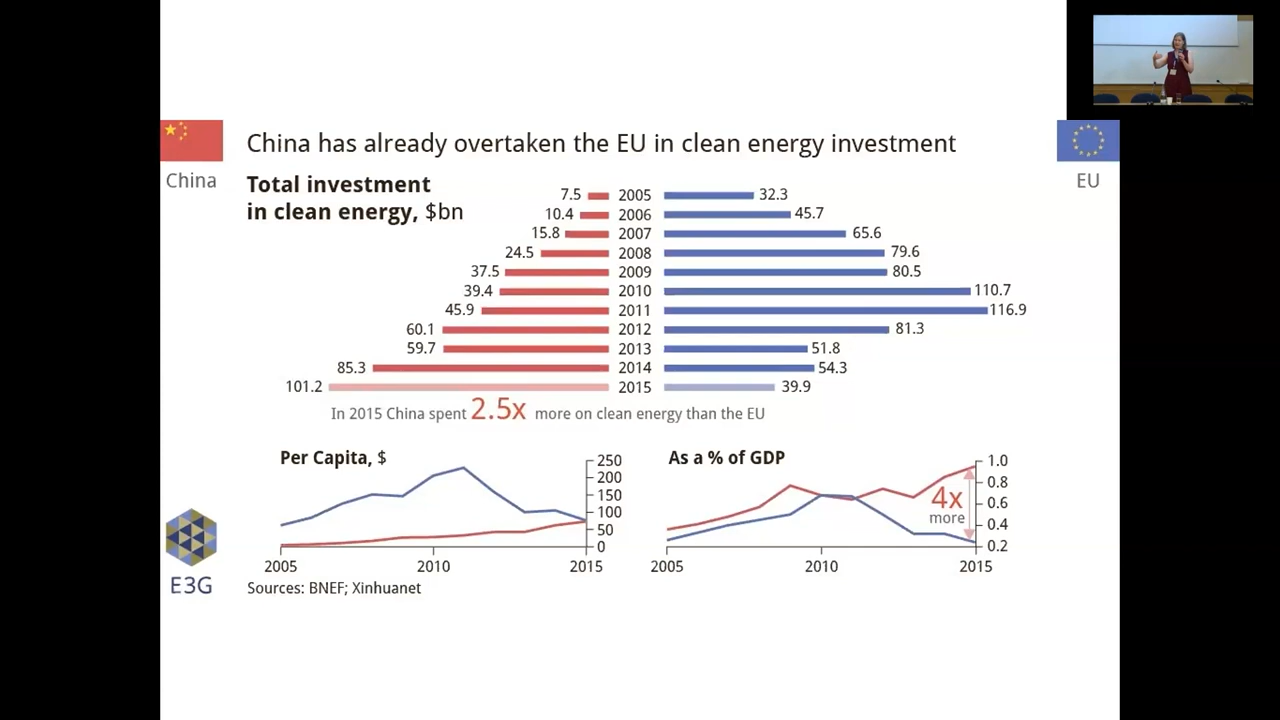 China has already overtaken the EU in clean energy investment
China
EU
Total investment
in clean energy, $bn
7.5 2005 32.3
10.4 2006 45.7
15.8 2007 65.6
24.5 2008 79.6
37.5 2009 80.5
39.4 2010 110.7
45.9 2011 116.9
60.1 2012 81.3
59.7 2013 51.8
85.3 2014 54.3
101.2 2015 39.9
In 2015 China spent 2.5x more on clean energy than the EU
Per Capita, $
250
200
150
100
50
0
2005 2010 2015
As a % of GDP
1.0
0.8
0.6
0.4
0.2
4x
more
2005 2010 2015
E3G
Sources: BNEF; Xinhuanet